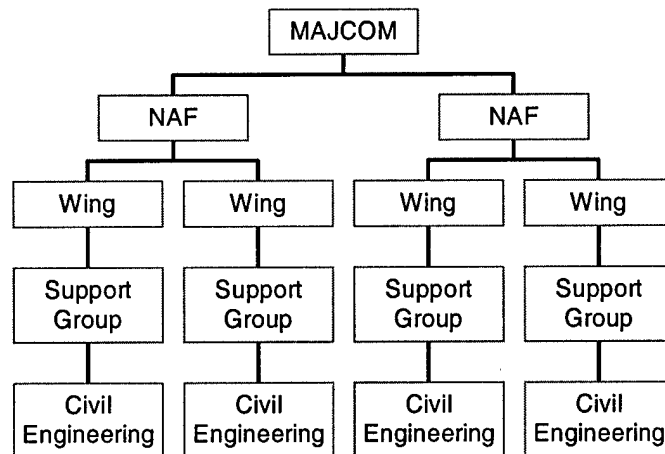 MAJCOM
NAF
NAF
Wing
Wing
Wing
Wing
Support
Group
Support
Group
Support
Group
Support
Group
Civil
Engineering
Civil
Engineering
Civil
Engineering
Civil
Engineering